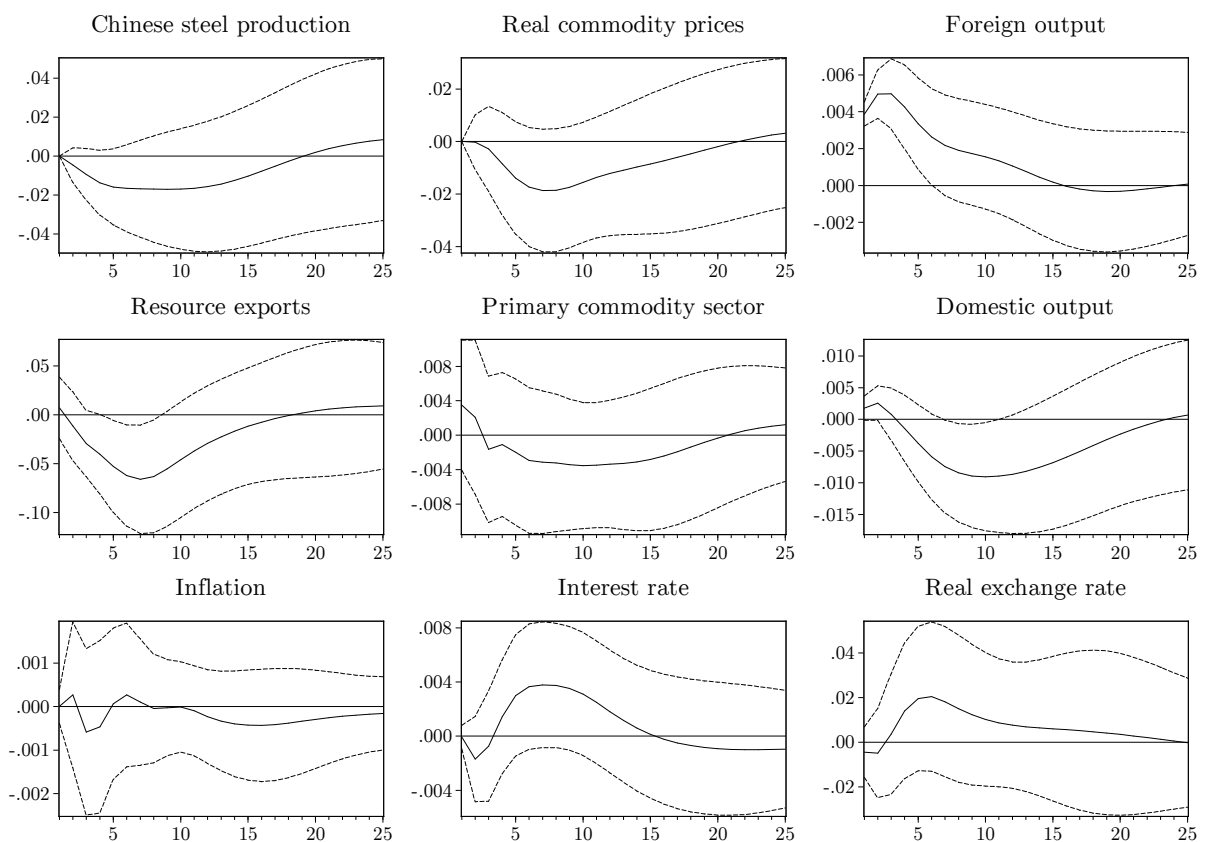 Chinese steel production
Real commodity prices
Foreign output
.04
.02
.00
-.02
-.04
5 10 15 20 25
.02
.00
-.02
-.04
5 10 15 20 25
.006
.004
.002
.000
-.002
5 10 15 20 25
Resource exports
Primary commodity sector
Domestic output
.05
.00
-.05
-.10
5 10 15 20 25
.008
.004
.000
-.004
-.008
5 10 15 20 25
.010
.005
.000
-.005
-.010
-.015
5 10 15 20 25
Inflation
Interest rate
Real exchange rate
.001
.000
-.001
-.002
5 10 15 20 25
.008
.004
.000
-.004
5 10 15 20 25
.04
.02
.00
-.02
5 10 15 20 25